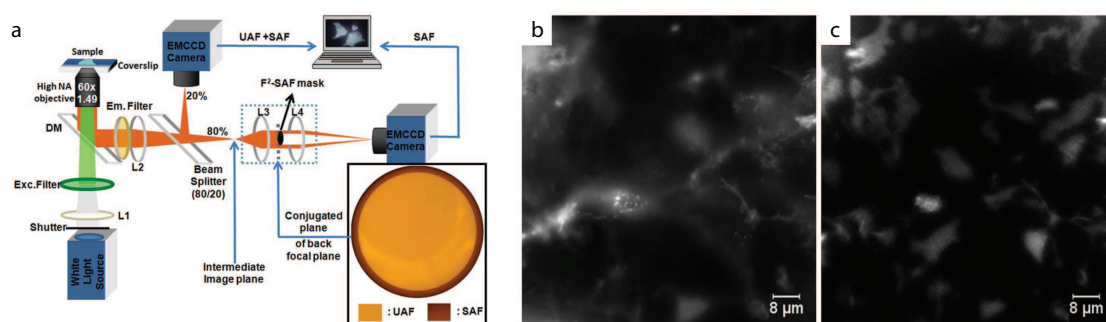 a
Sample
Coverslip
High NA
objective
60x
1.49
Em. Filter
DM
L2
Exc.Filter
L1
Shutter
White Light
Source
EMCCD
Camera
20%
80%
Beam
Splitter
(80/20)
Intermediate
Image plane
UAF +SAF
SAF
F²-SAF mask
L3
L4
EMCCD
Camera
Conjugated
plane
of back
focal plane
: UAF
: SAF
b
8 µm
c
8 µm